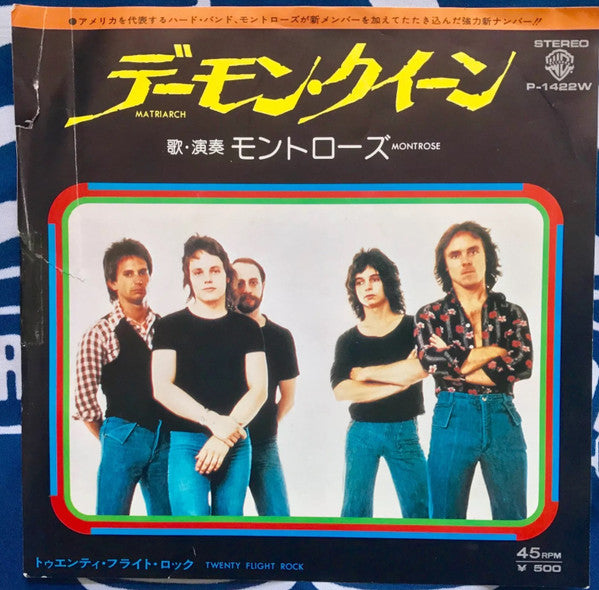 ●アメリカを代表するハード・バンド、モントローズが新メンバーを加えてたたき込んだ強力新ナンバー!!
STEREO
P-1422W
デーモン・クイーン
MATRIARCH
歌・演奏 モントローズ MONTROSE
トゥエンティ・フライト・ロック TWENTY FLIGHT ROCK
45 RPM
¥ 500